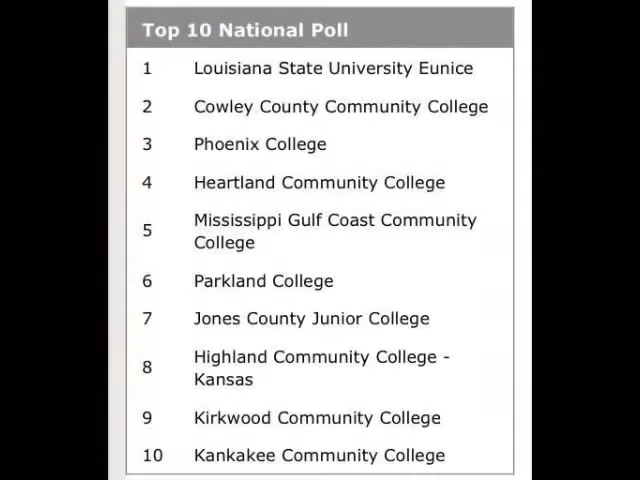 Top 10 National Poll
1 Louisiana State University Eunice
2 Cowley County Community College
3 Phoenix College
4 Heartland Community College
5 Mississippi Gulf Coast Community
College
6 Parkland College
7 Jones County Junior College
8 Highland Community College -
Kansas
9 Kirkwood Community College
10 Kankakee Community College